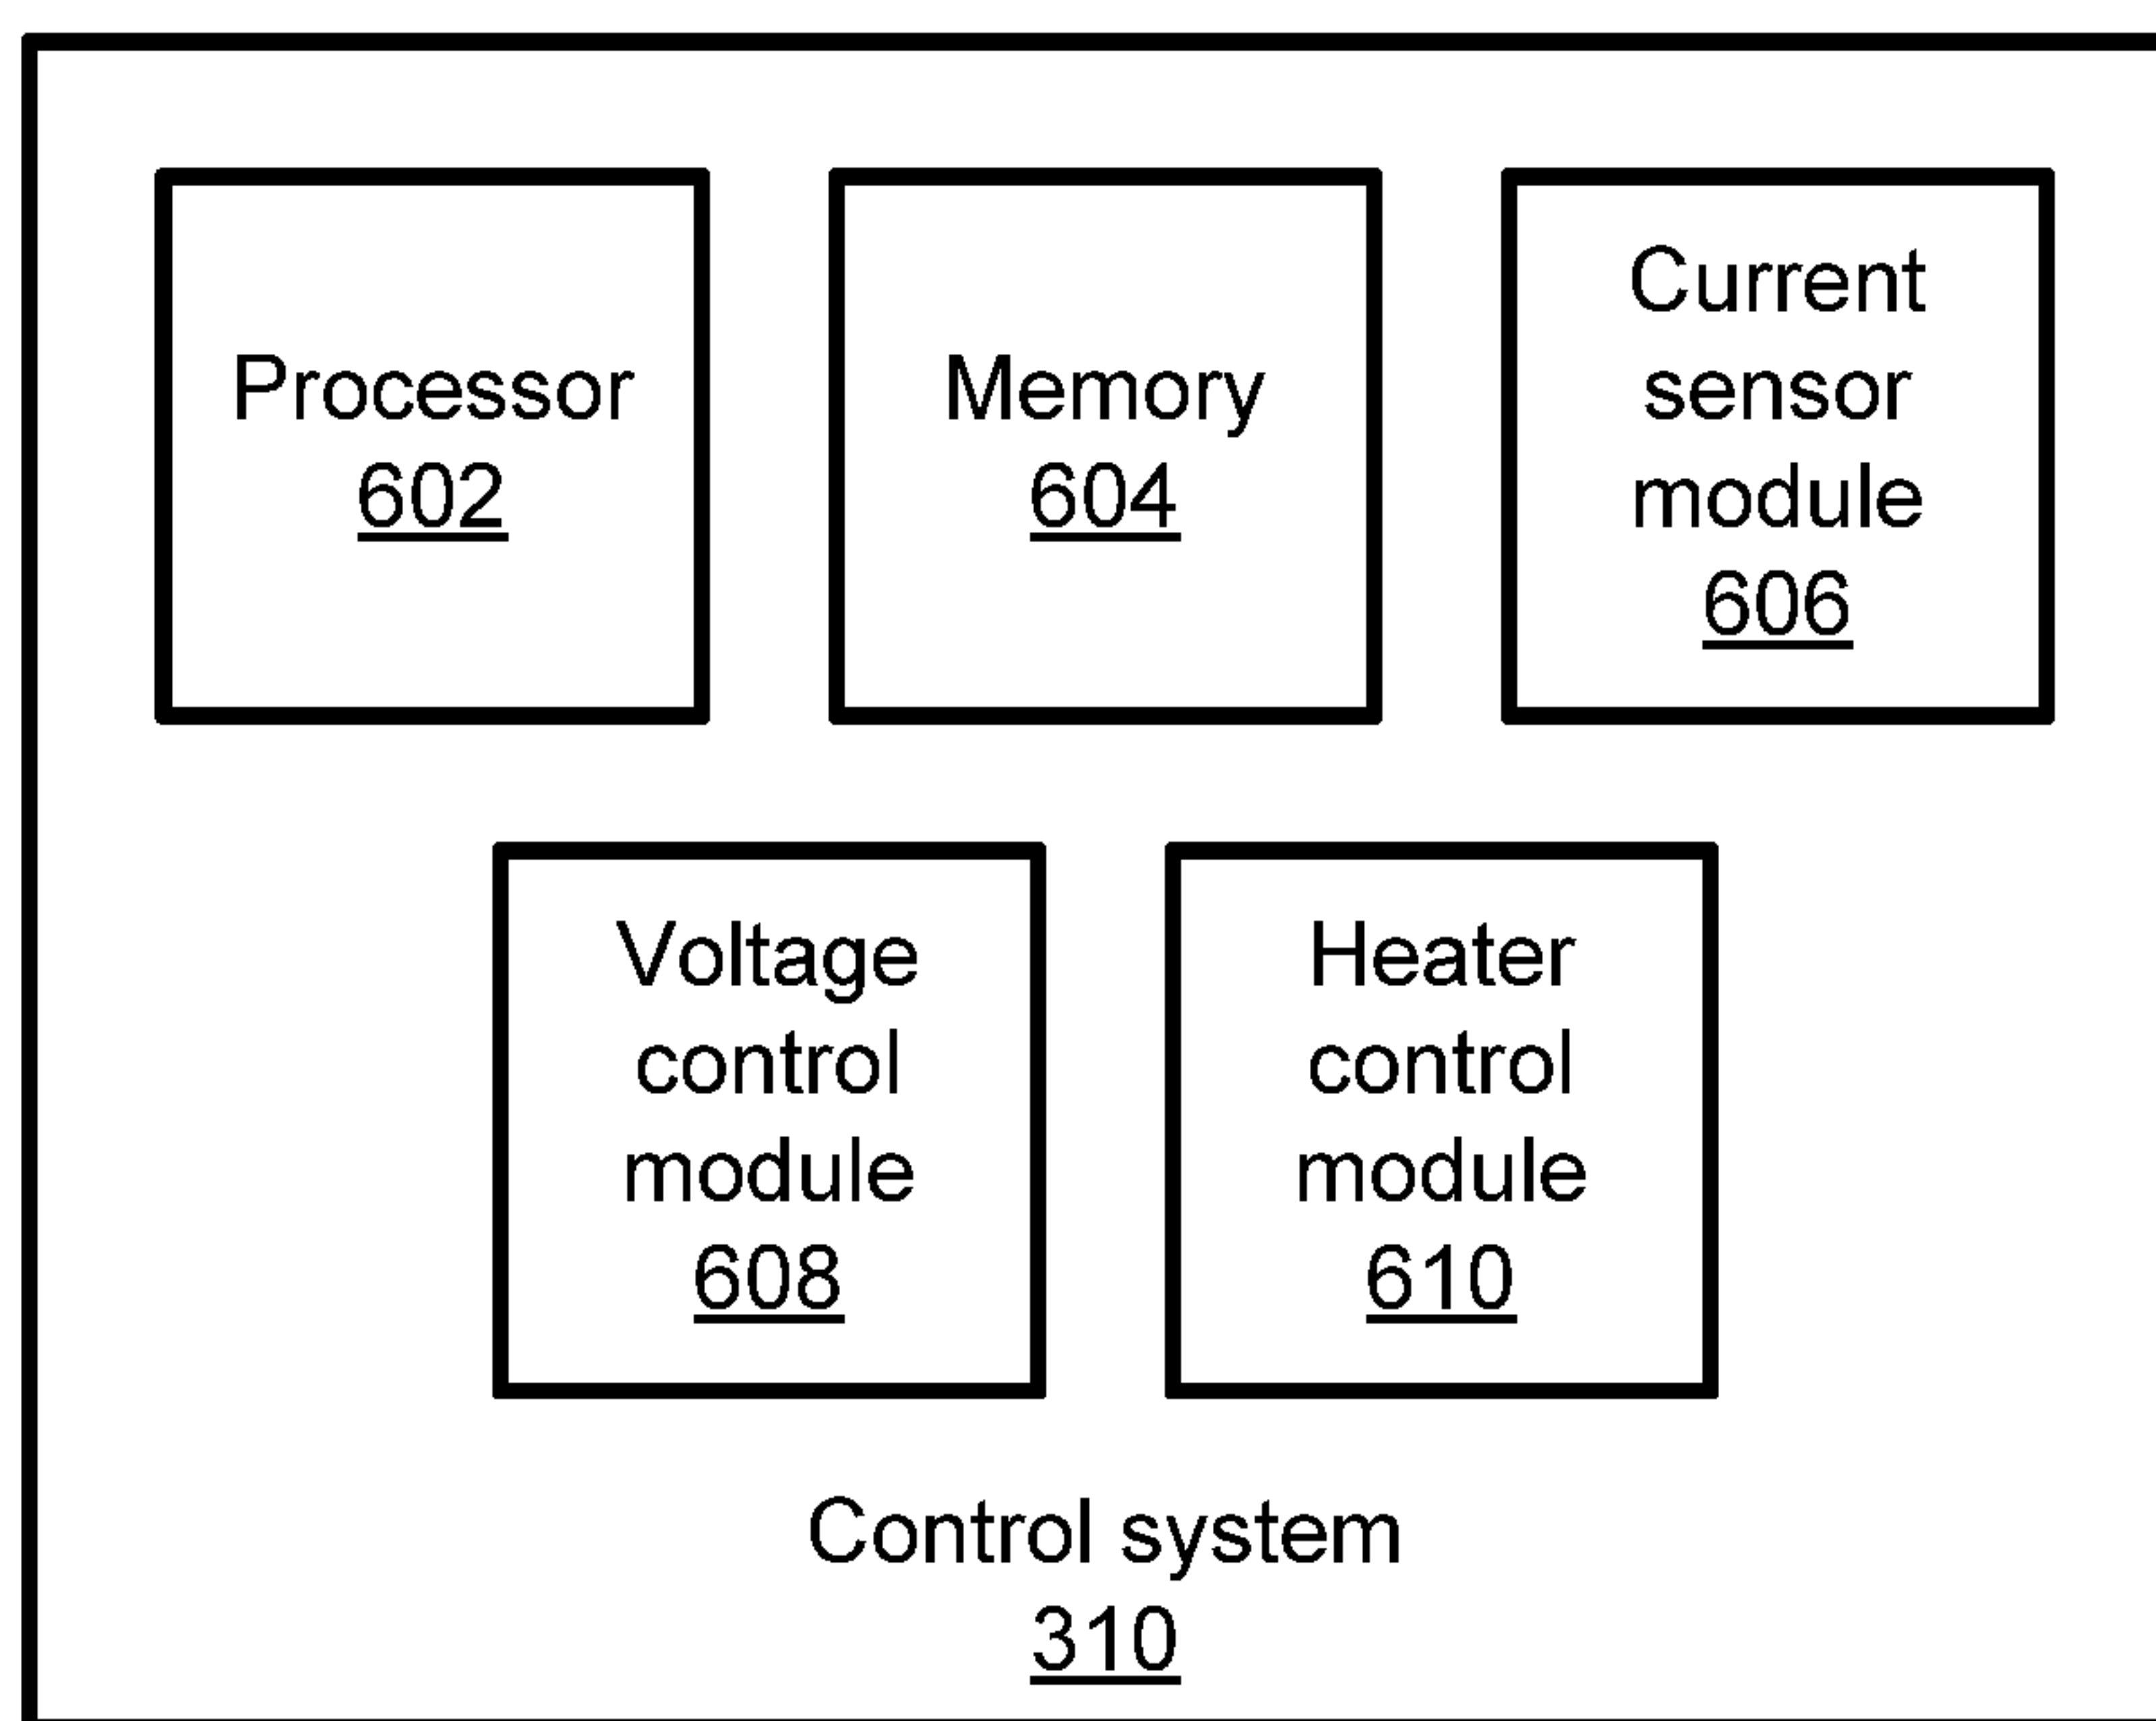 Processor
602
Memory
604
Current
sensor
module
606
Voltage
control
module
608
Heater
control
module
610
Control system
310